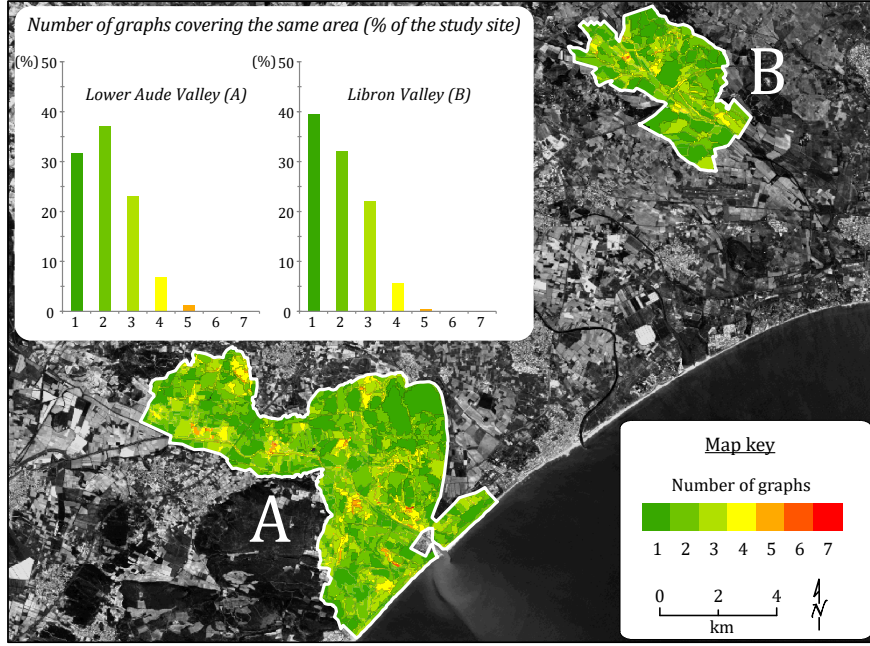 Number of graphs covering the same area (% of the study site)
(%) 50 40 30 20 10 0
Lower Aude Valley (A)
1 2 3 4 5 6 7
(%) 50 40 30 20 10 0
Libron Valley (B)
1 2 3 4 5 6 7
B
A
Map key
Number of graphs
1 2 3 4 5 6 7
0 2 4
km
N